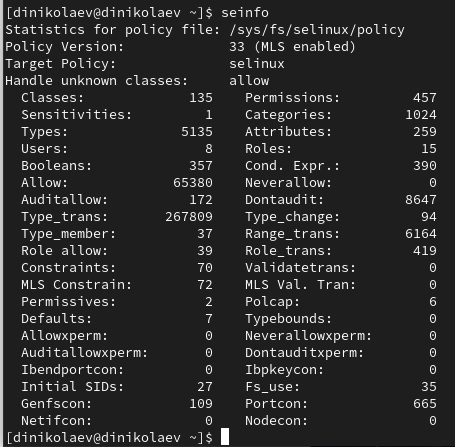 [dinikolaev@dinikolaev ~]$ seinfo
Statistics for policy file: /sys/fs/selinux/policy
Policy Version:             33 (MLS enabled)
Target Policy:              selinux
Handle unknown classes:     allow
  Classes:             135    Permissions:         457
  Sensitivities:         1    Categories:         1024
  Types:              5135    Attributes:          259
  Users:                 8    Roles:                15
  Booleans:            357    Cond. Expr.:         390
  Allow:             65380    Neverallow:            0
  Auditallow:          172    Dontaudit:          8647
  Type_trans:       267809    Type_change:          94
  Type_member:          37    Range_trans:        6164
  Role allow:           39    Role_trans:          419
  Constraints:          70    Validatetrans:         0
  MLS Constrain:        72    MLS Val. Tran:         0
  Permissives:           2    Polcap:                6
  Defaults:              7    Typebounds:            0
  Allowxperm:            0    Neverallowxperm:       0
  Auditallowxperm:       0    Dontauditxperm:        0
  Ibendportcon:          0    Ibpkeycon:             0
  Initial SIDs:         27    Fs_use:               35
  Genfscon:            109    Portcon:             665
  Netifcon:              0    Nodecon:               0
[dinikolaev@dinikolaev ~]$